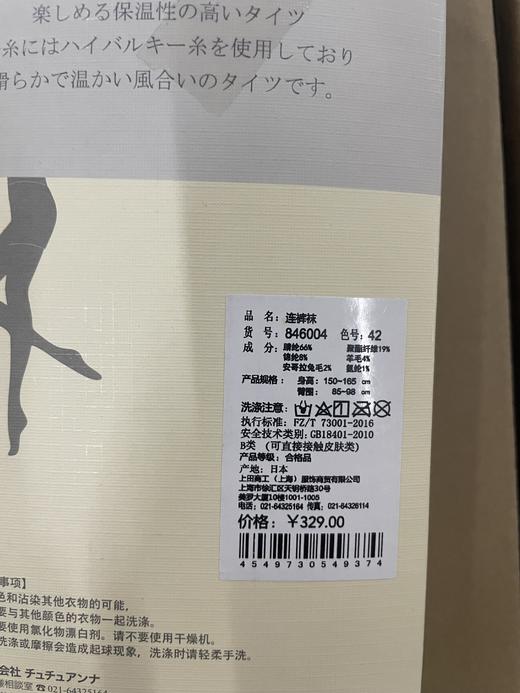 楽しめる保温性の高いタイツ
糸にはハイバルキー糸を使用しており
滑らかで温かい風合いのタイツです。
品 名：连裤袜
货 号：846004 色号：42
成 分：腈纶66% 聚酯纤维19%
锦纶8% 羊毛4%
安哥拉兔毛2% 氨纶1%
产品规格：身高：150-165 cm
臀围：85-98 cm
洗涤注意：
执行标准：FZ/T 73001-2016
安全技术类别：GB18401-2010
B类（可直接接触皮肤类）
产品等级：合格品
产地：日本
上田商工（上海）服饰商贸有限公司
上海市徐汇区天钥桥路30号
美罗大厦10楼1001-1005
电话:021-64325164 传真:021-64326114
价格：￥329.00
4549730549374
事项】
色和沾染其他衣物的可能，
要与其他颜色的衣物一起洗涤。
要使用氯化物漂白剂。请不要使用干燥机。
洗涤或摩擦会造成起球现象，洗涤时请轻柔手洗。
会社 チュチュアンナ
様相談室 ☎021-64325164